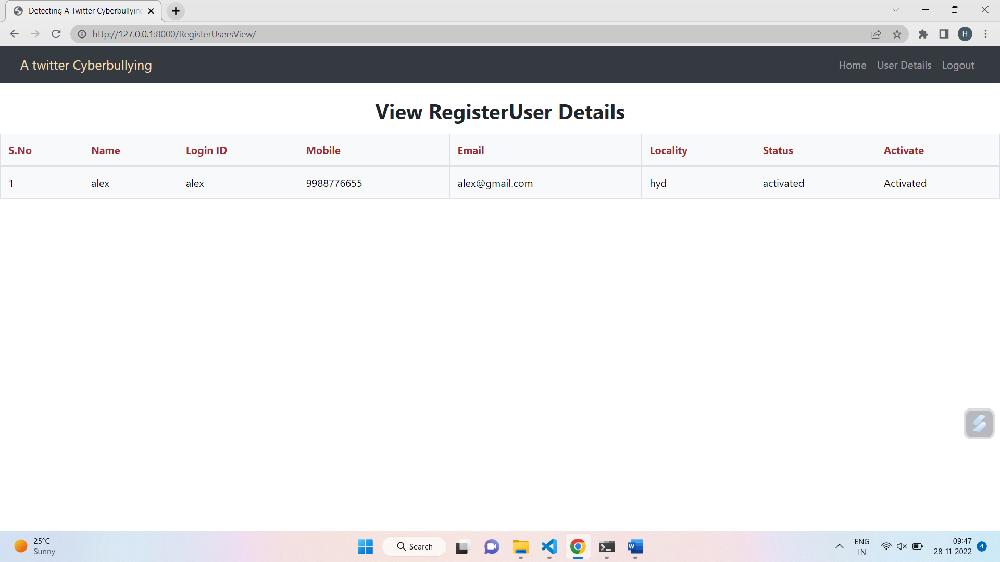 Detecting A Twitter Cyberbullying
http://127.0.0.1:8000/RegisterUsersView/
H
A twitter Cyberbullying
Home User Details Logout
View RegisterUser Details
S.No Name Login ID Mobile Email Locality Status Activate
1 alex alex 9988776655 alex@gmail.com hyd activated Activated
25°C
Sunny
Search
W
ENG
IN
09:47
28-11-2022
4